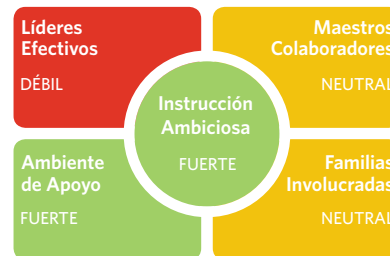 Líderes
Efectivos
DÉBIL
Maestros
Colaboradores
NEUTRAL
Instrucción
Ambiciosa
FUERTE
Ambiente
de Apoyo
FUERTE
Familias
Involucradas
NEUTRAL